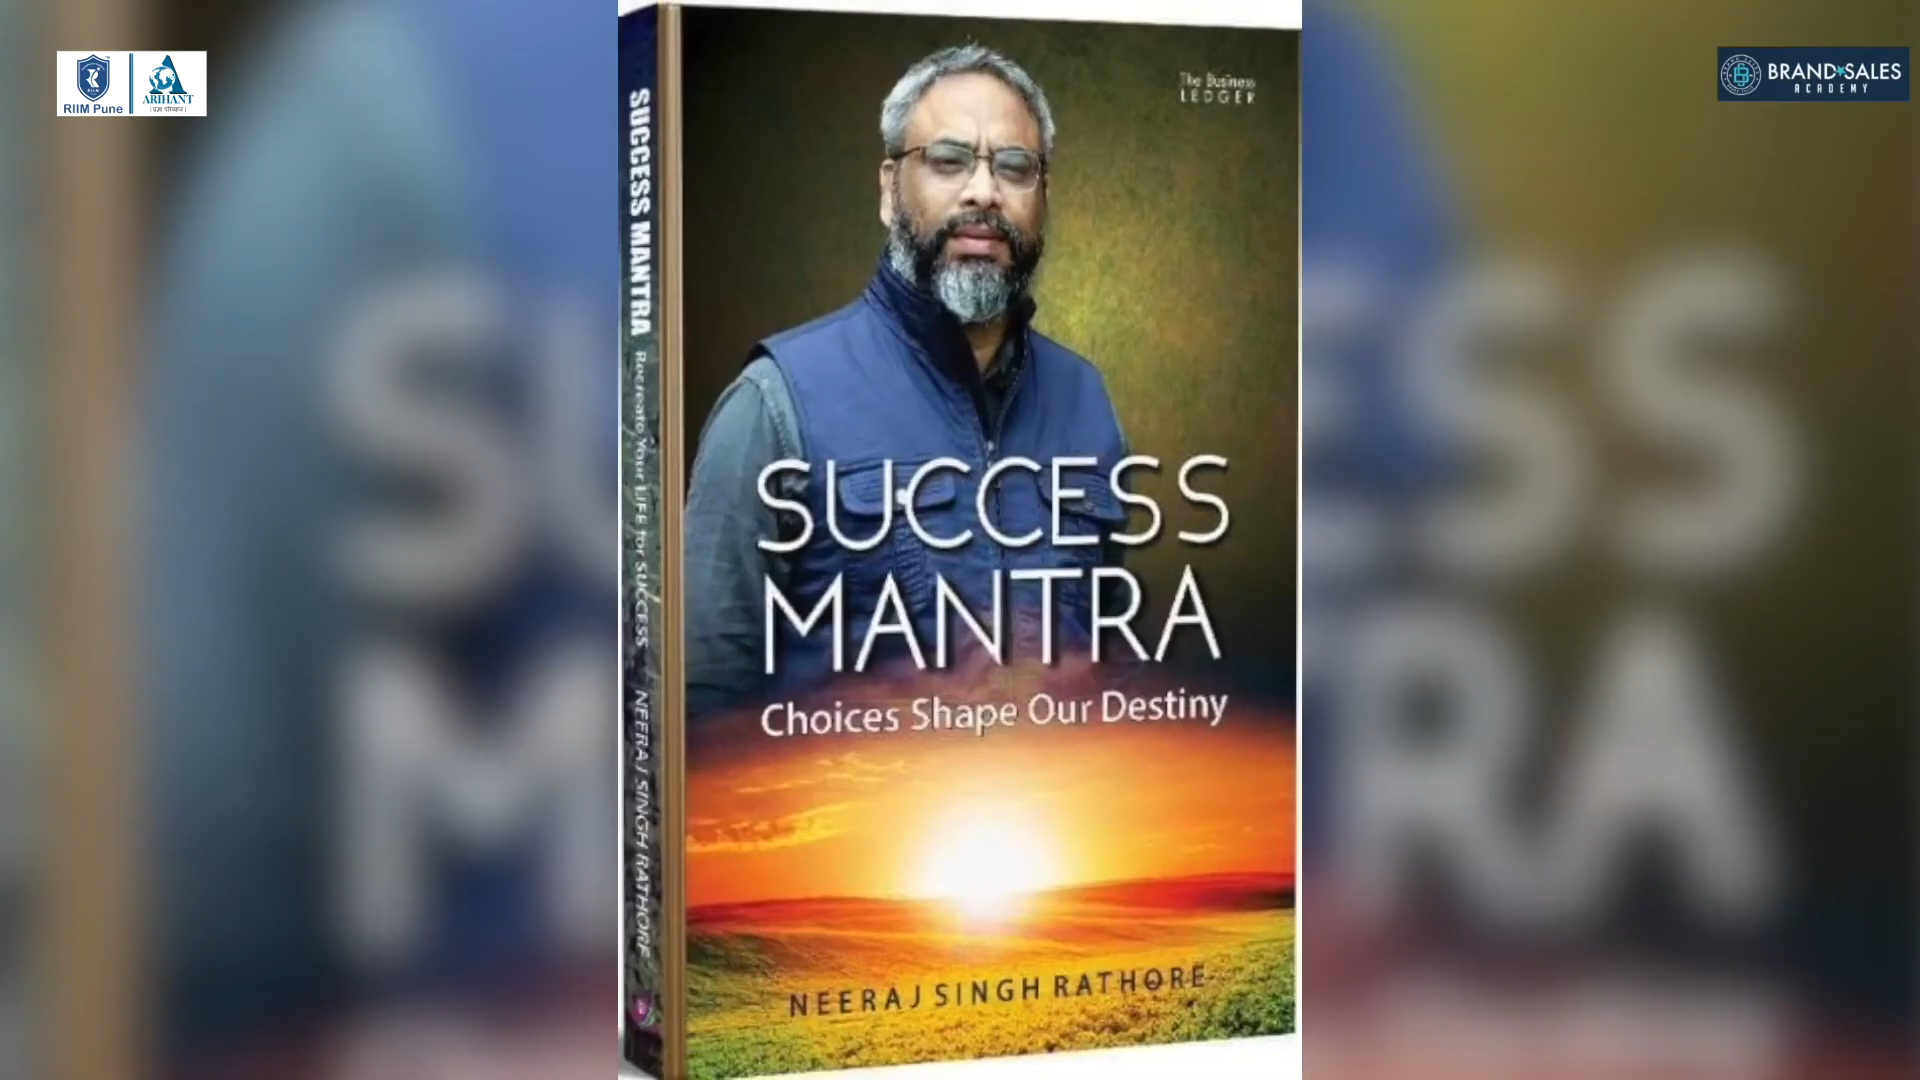 RIIM Pune
ARIHANT
BRAND SALES
ACADEMY
The Business
LEDGER
SUCCESS MANTRA Recreate Your LIFE for SUCCESS NEERAJ SINGH RATHORE
SUCCESS
MANTRA
Choices Shape Our Destiny
NEERAJ SINGH RATHORE